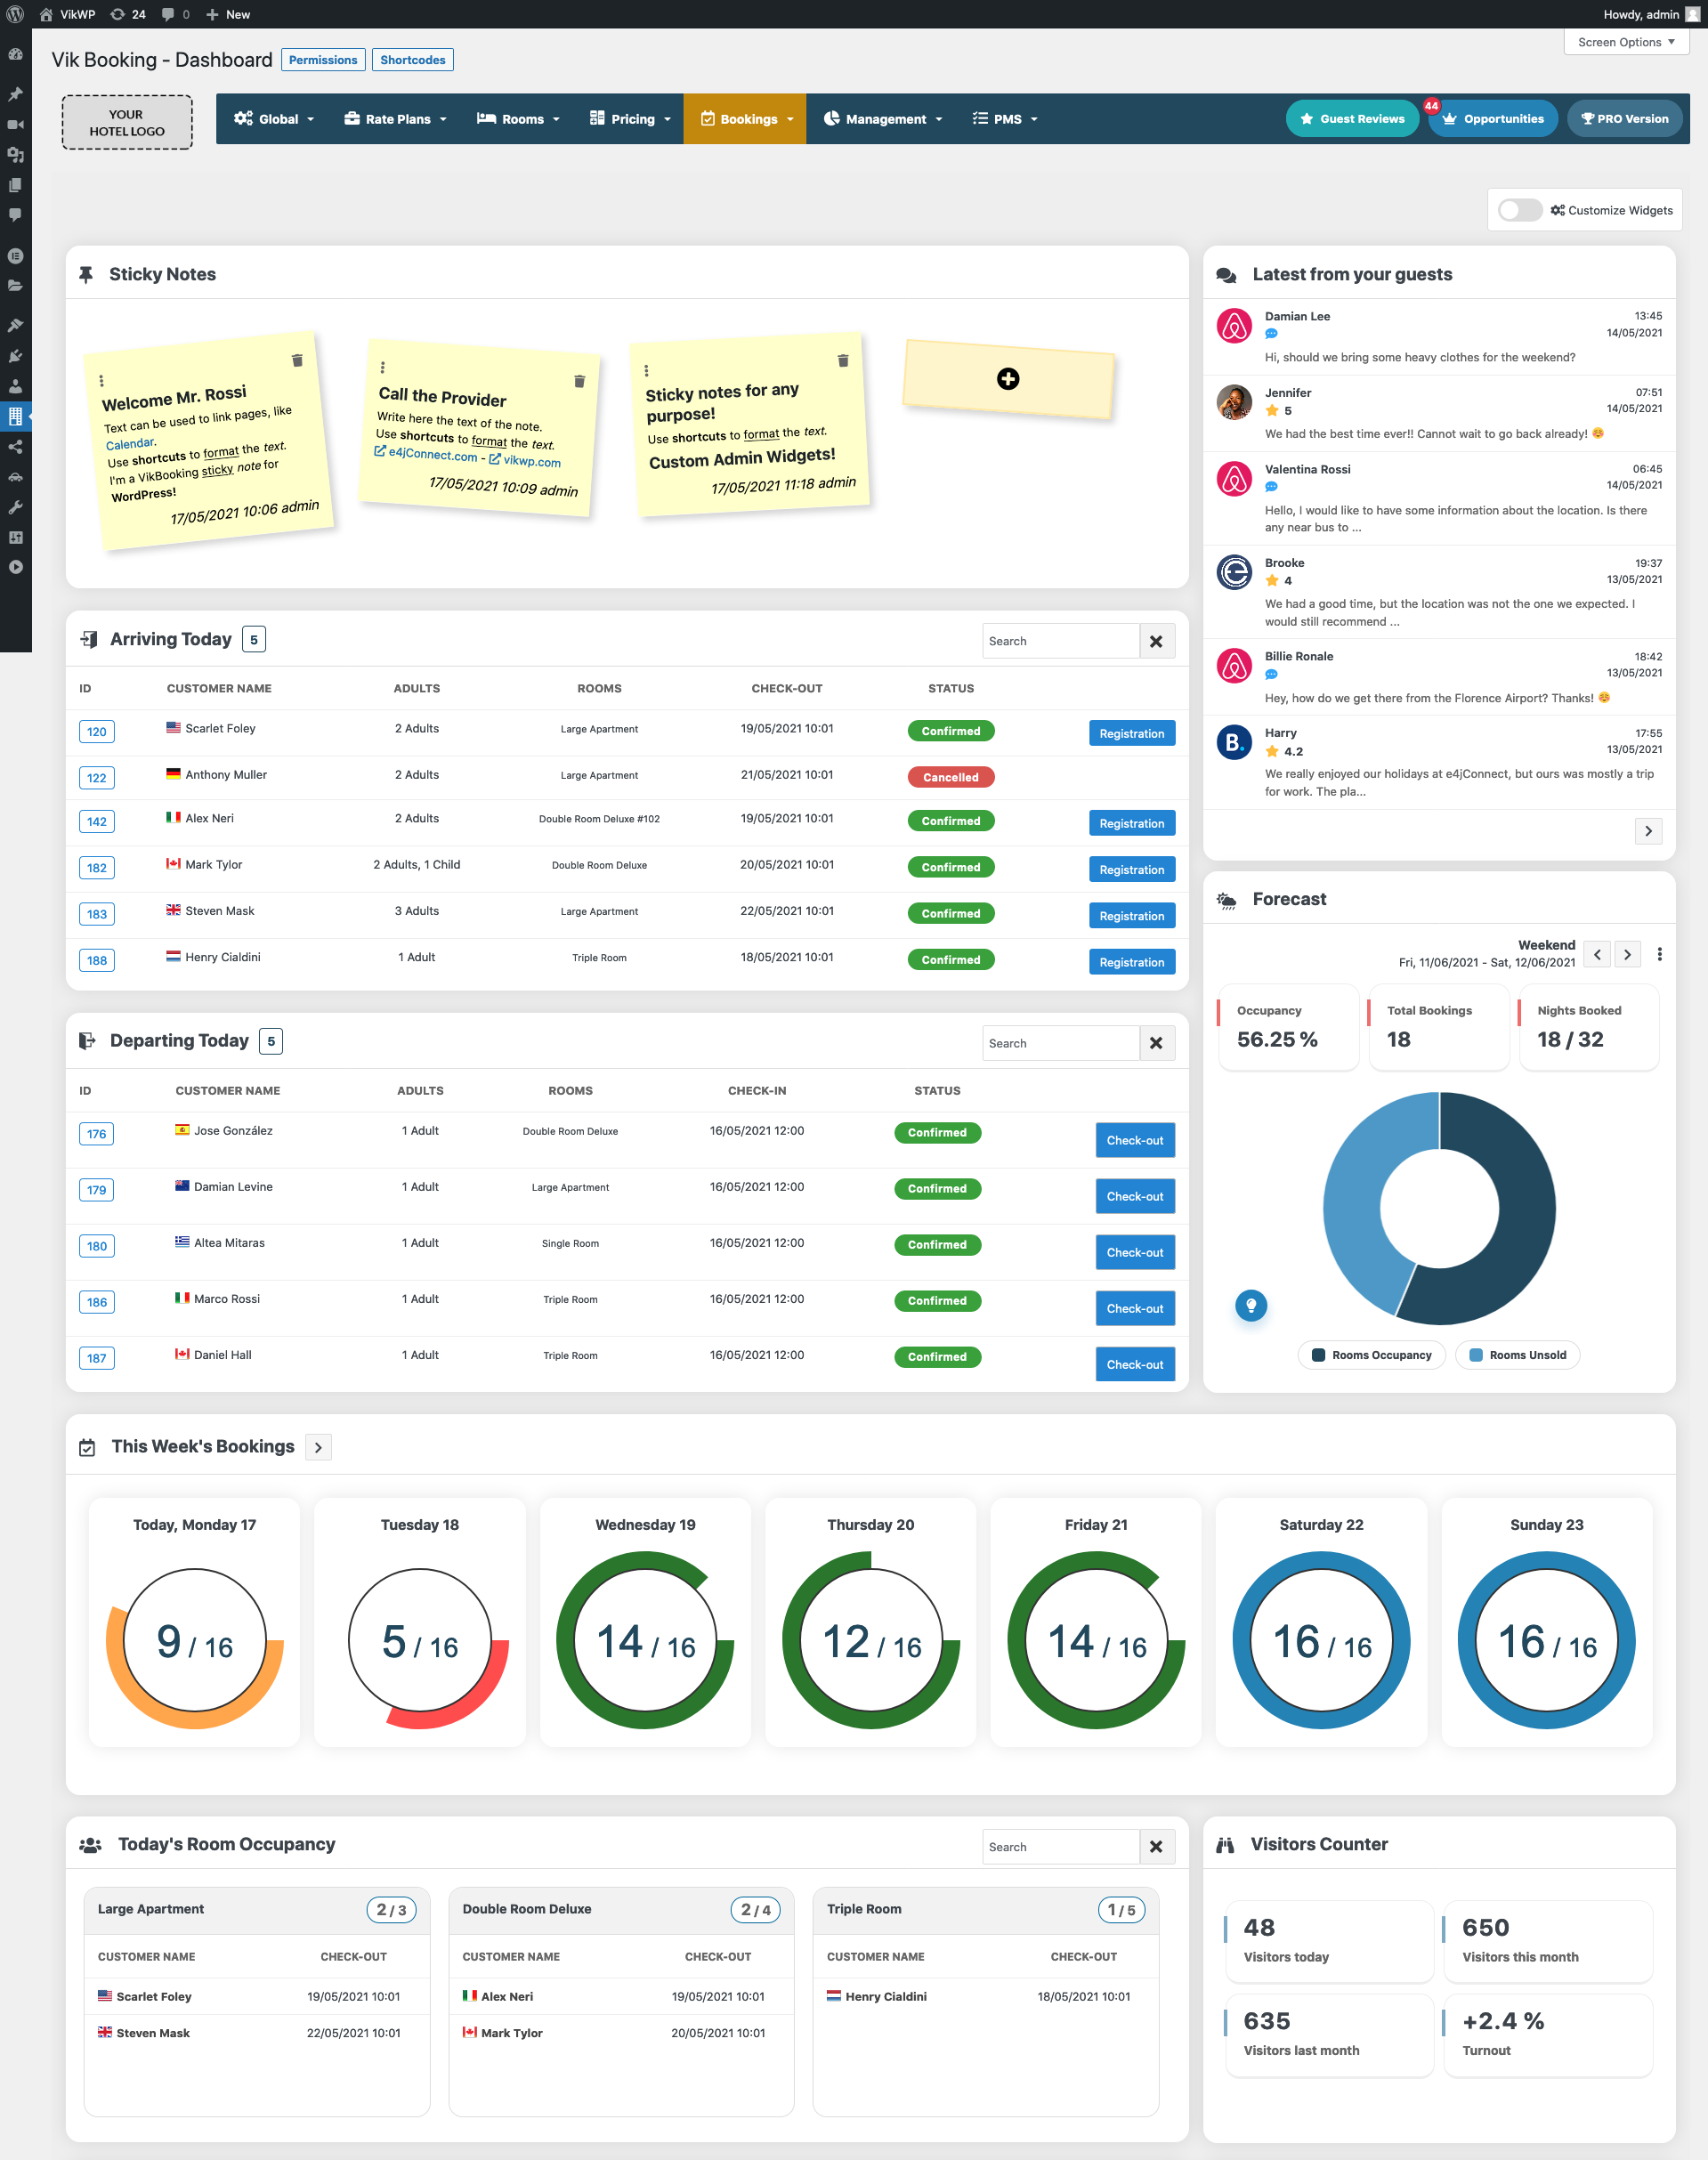 VikWP 24 0 New
Howdy, admin
Screen Options
Vik Booking - Dashboard Permissions Shortcodes
YOUR
HOTEL LOGO
Global Rate Plans Rooms Pricing Bookings Management PMS
Guest Reviews 44 Opportunities PRO Version
Customize Widgets
Sticky Notes
Welcome Mr. Rossi
Text can be used to link pages, like
Calendar.
Use shortcuts to format the text.
I'm a VikBooking sticky note for
WordPress!
17/05/2021 10:06 admin
Call the Provider
Write here the text of the note.
Use shortcuts to format the text.
e4jConnect.com - vikwp.com
17/05/2021 10:09 admin
Sticky notes for any
purpose!
Use shortcuts to format the text.
Custom Admin Widgets!
17/05/2021 11:18 admin
Latest from your guests
Damian Lee 13:45
14/05/2021
Hi, should we bring some heavy clothes for the weekend?
Jennifer 07:51
5 14/05/2021
We had the best time ever!! Cannot wait to go back already! ☺️
Valentina Rossi 06:45
14/05/2021
Hello, I would like to have some information about the location. Is there
any near bus to ...
Brooke 19:37
4 13/05/2021
We had a good time, but the location was not the one we expected. I
would still recommend ...
Billie Ronale 18:42
13/05/2021
Hey, how do we get there from the Florence Airport? Thanks! ☺️
B. Harry 17:55
4.2 13/05/2021
We really enjoyed our holidays at e4jConnect, but ours was mostly a trip
for work. The pla...
Arriving Today 5 Search
ID CUSTOMER NAME ADULTS ROOMS CHECK-OUT STATUS
120 Scarlet Foley 2 Adults Large Apartment 19/05/2021 10:01 Confirmed Registration
122 Anthony Muller 2 Adults Large Apartment 21/05/2021 10:01 Cancelled
142 Alex Neri 2 Adults Double Room Deluxe #102 19/05/2021 10:01 Confirmed Registration
182 Mark Tylor 2 Adults, 1 Child Double Room Deluxe 20/05/2021 10:01 Confirmed Registration
183 Steven Mask 3 Adults Large Apartment 22/05/2021 10:01 Confirmed Registration
188 Henry Cialdini 1 Adult Triple Room 18/05/2021 10:01 Confirmed Registration
Forecast
Weekend
Fri, 11/06/2021 - Sat, 12/06/2021
Occupancy Total Bookings Nights Booked
56.25 % 18 18 / 32
Rooms Occupancy Rooms Unsold
Departing Today 5 Search
ID CUSTOMER NAME ADULTS ROOMS CHECK-IN STATUS
176 Jose González 1 Adult Double Room Deluxe 16/05/2021 12:00 Confirmed Check-out
179 Damian Levine 1 Adult Large Apartment 16/05/2021 12:00 Confirmed Check-out
180 Altea Mitaras 1 Adult Single Room 16/05/2021 12:00 Confirmed Check-out
186 Marco Rossi 1 Adult Triple Room 16/05/2021 12:00 Confirmed Check-out
187 Daniel Hall 1 Adult Triple Room 16/05/2021 12:00 Confirmed Check-out
This Week's Bookings
Today, Monday 17 Tuesday 18 Wednesday 19 Thursday 20 Friday 21 Saturday 22 Sunday 23
9 / 16 5 / 16 14 / 16 12 / 16 14 / 16 16 / 16 16 / 16
Today's Room Occupancy Search
Large Apartment 2 / 3
CUSTOMER NAME CHECK-OUT
Scarlet Foley 19/05/2021 10:01
Steven Mask 22/05/2021 10:01
Double Room Deluxe 2 / 4
CUSTOMER NAME CHECK-OUT
Alex Neri 19/05/2021 10:01
Mark Tylor 20/05/2021 10:01
Triple Room 1 / 5
CUSTOMER NAME CHECK-OUT
Henry Cialdini 18/05/2021 10:01
Visitors Counter
48 650
Visitors today Visitors this month
635 +2.4 %
Visitors last month Turnout